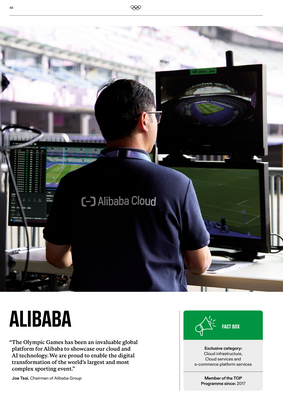 Alibaba Cloud
ALIBABA
“The Olympic Games has been an invaluable global
platform for Alibaba to showcase our cloud and
AI technology. We are proud to enable the digital
transformation of the world’s largest and most
complex sporting event.”
Joe Tsai, Chairman of Alibaba Group
FACT BOX
Exclusive category:
Cloud infrastructure,
Cloud services and
e-commerce platform services
Member of the TOP
Programme since: 2017